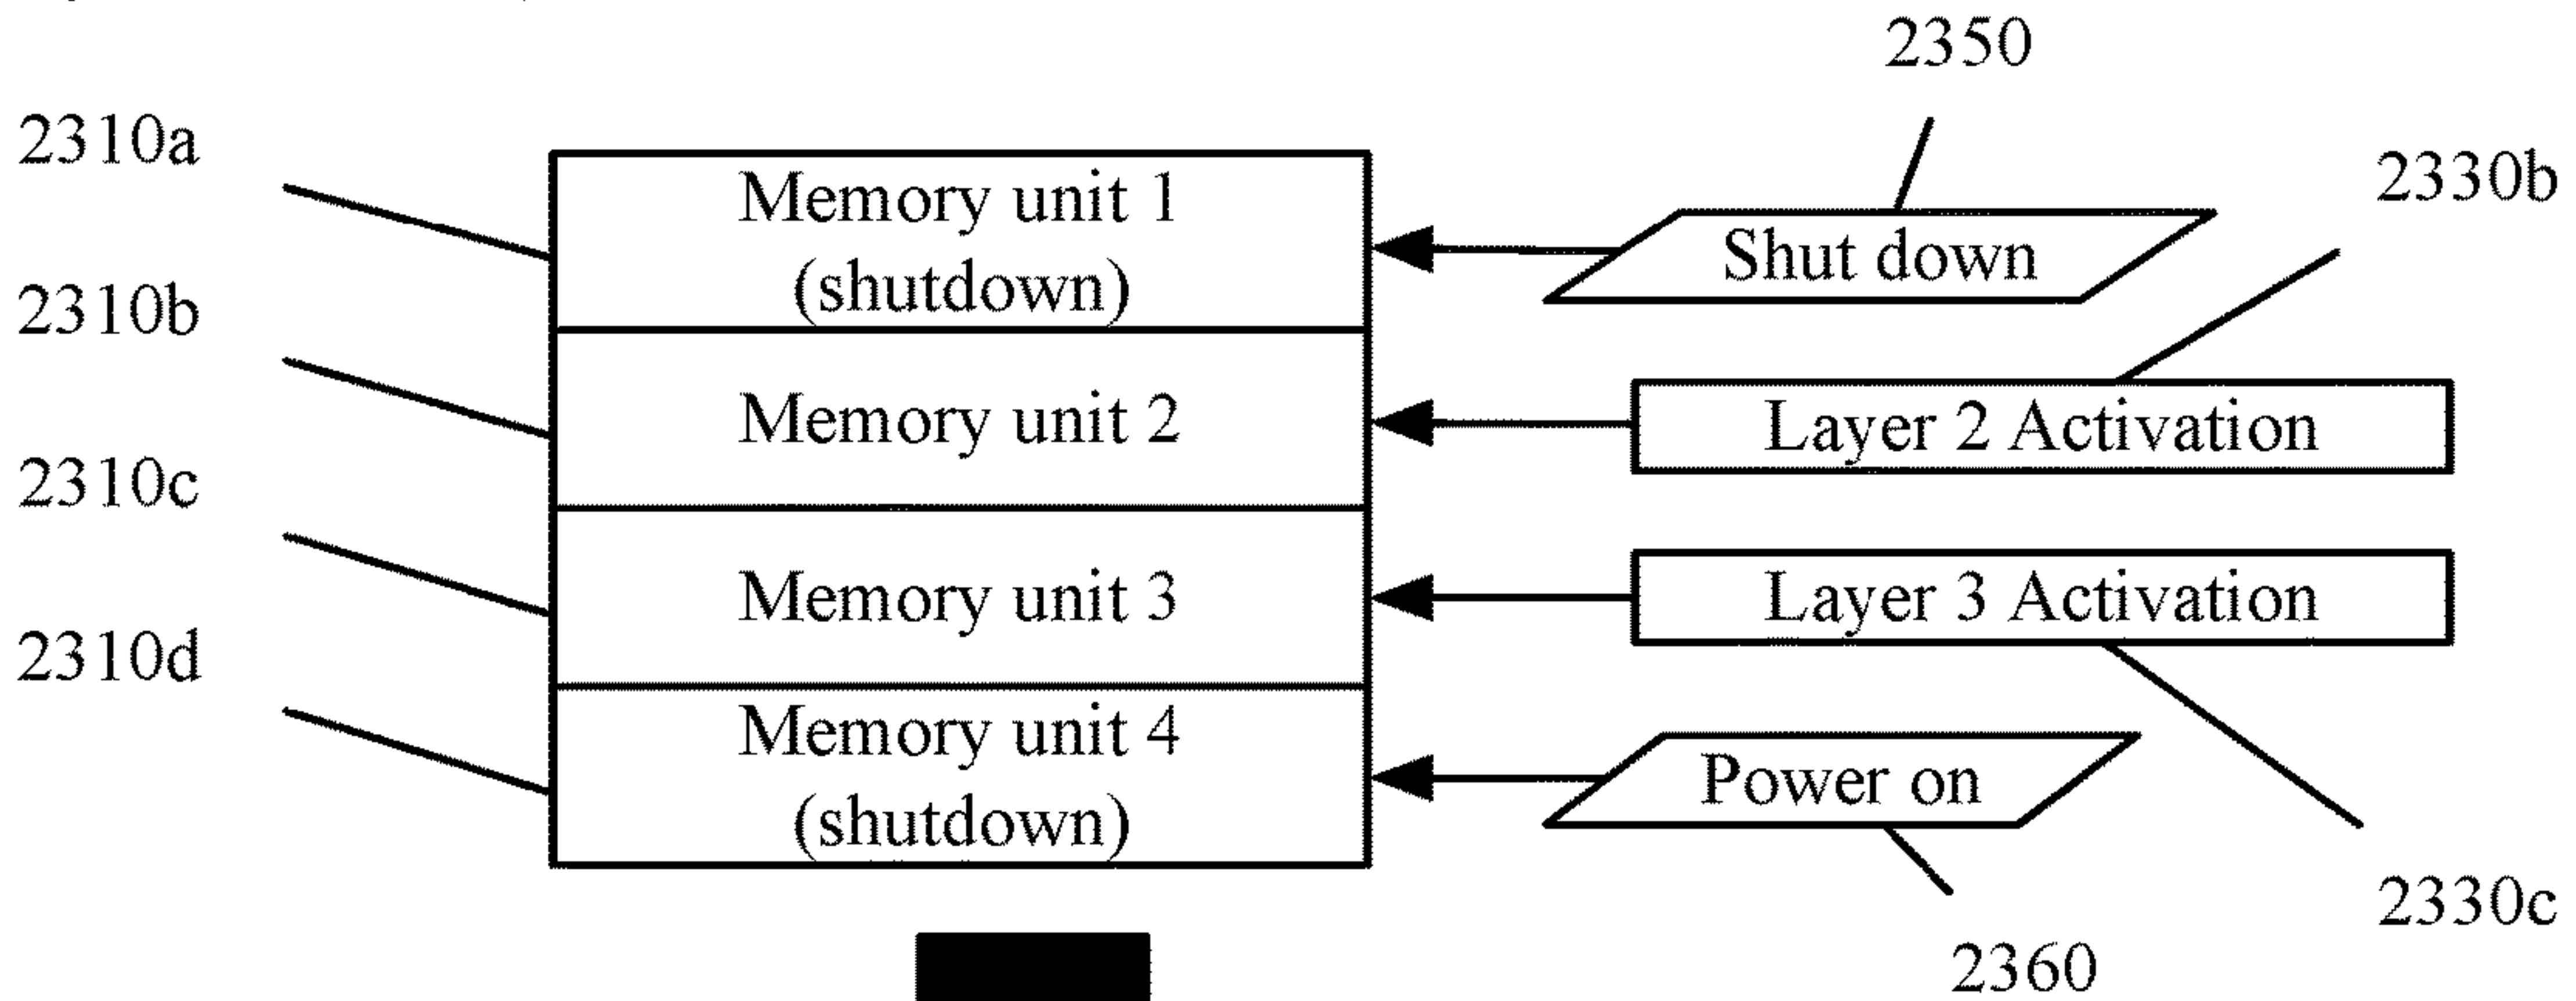 2350
2310a
2330b
Memory unit 1
(shutdown)
Shut down
2310b
Memory unit 2
Layer 2 Activation
2310c
Memory unit 3
Layer 3 Activation
2310d
Memory unit 4
(shutdown)
Power on
2330c
2360